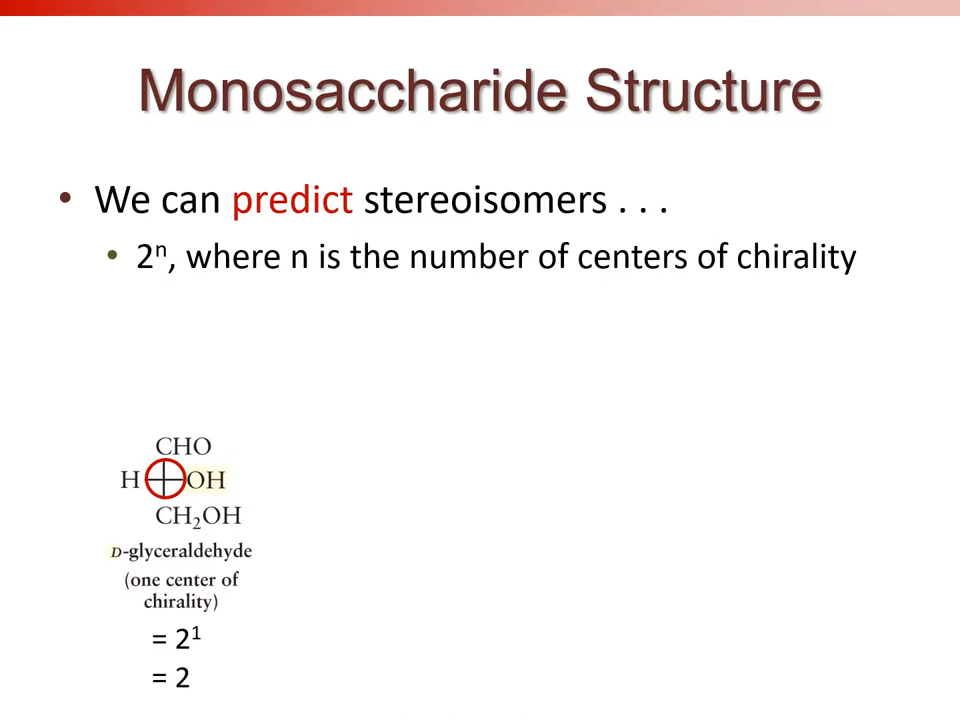 Monosaccharide Structure
• We can predict stereoisomers . . .
• 2ⁿ, where n is the number of centers of chirality
CHO
H OH
CH₂OH
D-glyceraldehyde
(one center of
chirality)
= 2¹
= 2